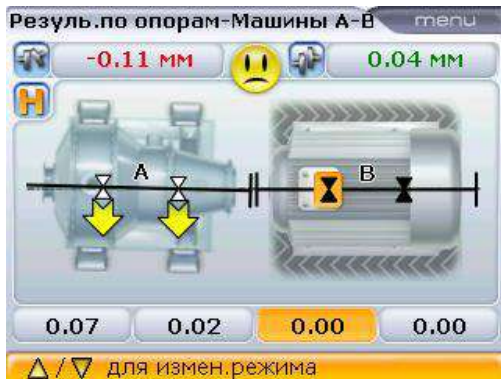 Резуль.по опорам-Машины A-B menu
-0.11 мм 0.04 мм
H
A B
0.07 0.02 0.00 0.00
для измен.режима